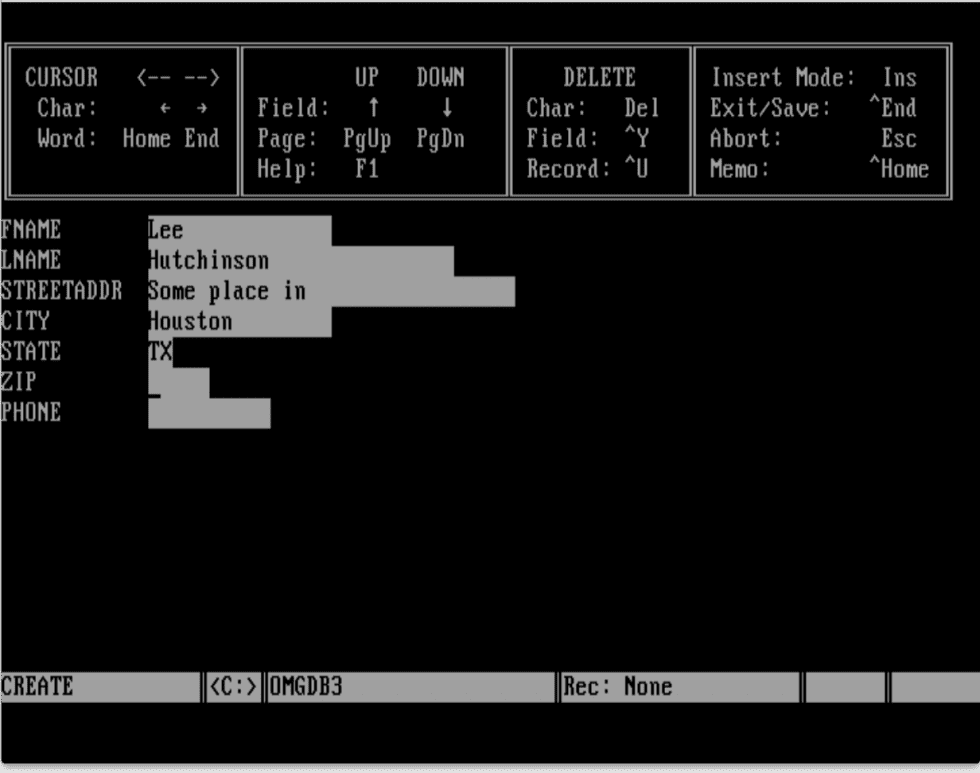 CURSOR <-- --> UP DOWN DELETE Insert Mode: Ins
Char: ← → Field: ↑ ↓ Char: Del Exit/Save: ^End
Word: Home End Page: PgUp PgDn Field: ^Y Abort: Esc
Help: F1 Record: ^U Memo: ^Home
FNAME Lee
LNAME Hutchinson
STREETADDR Some place in
CITY Houston
STATE TX
ZIP
PHONE
CREATE <C:> OMGDB3 Rec: None